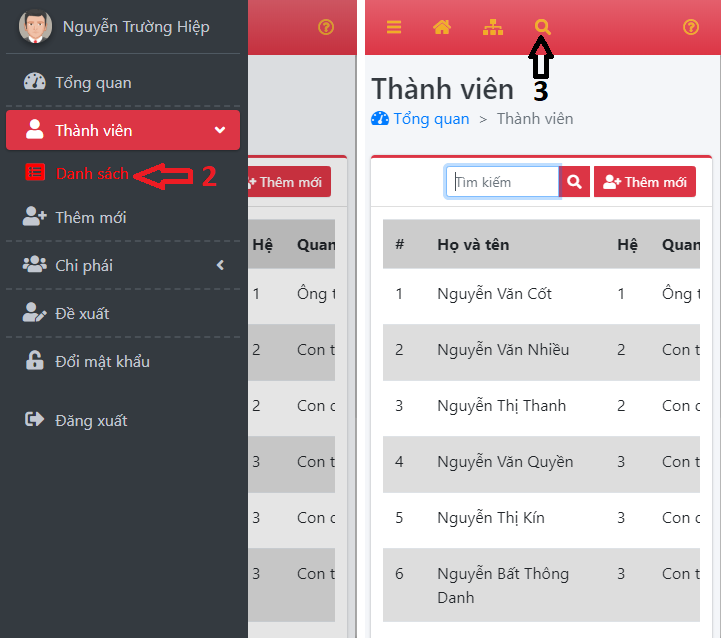 Nguyễn Trường Hiệp
Tổng quan
Thành viên
Danh sách
2
Thêm mới
Chi phái
Đề xuất
Đổi mật khẩu
Đăng xuất
Thêm mới
Hệ Quan
1 Ông t
2 Con t
2 Con c
3 Con t
3 Con c
3 Con t
3
Thành viên
Tổng quan > Thành viên
Tìm kiếm Thêm mới
# Họ và tên Hệ Quan
1 Nguyễn Văn Cốt 1 Ông t
2 Nguyễn Văn Nhiều 2 Con t
3 Nguyễn Thị Thanh 2 Con c
4 Nguyễn Văn Quyền 3 Con t
5 Nguyễn Thị Kín 3 Con c
6 Nguyễn Bất Thông 3 Con t
Danh